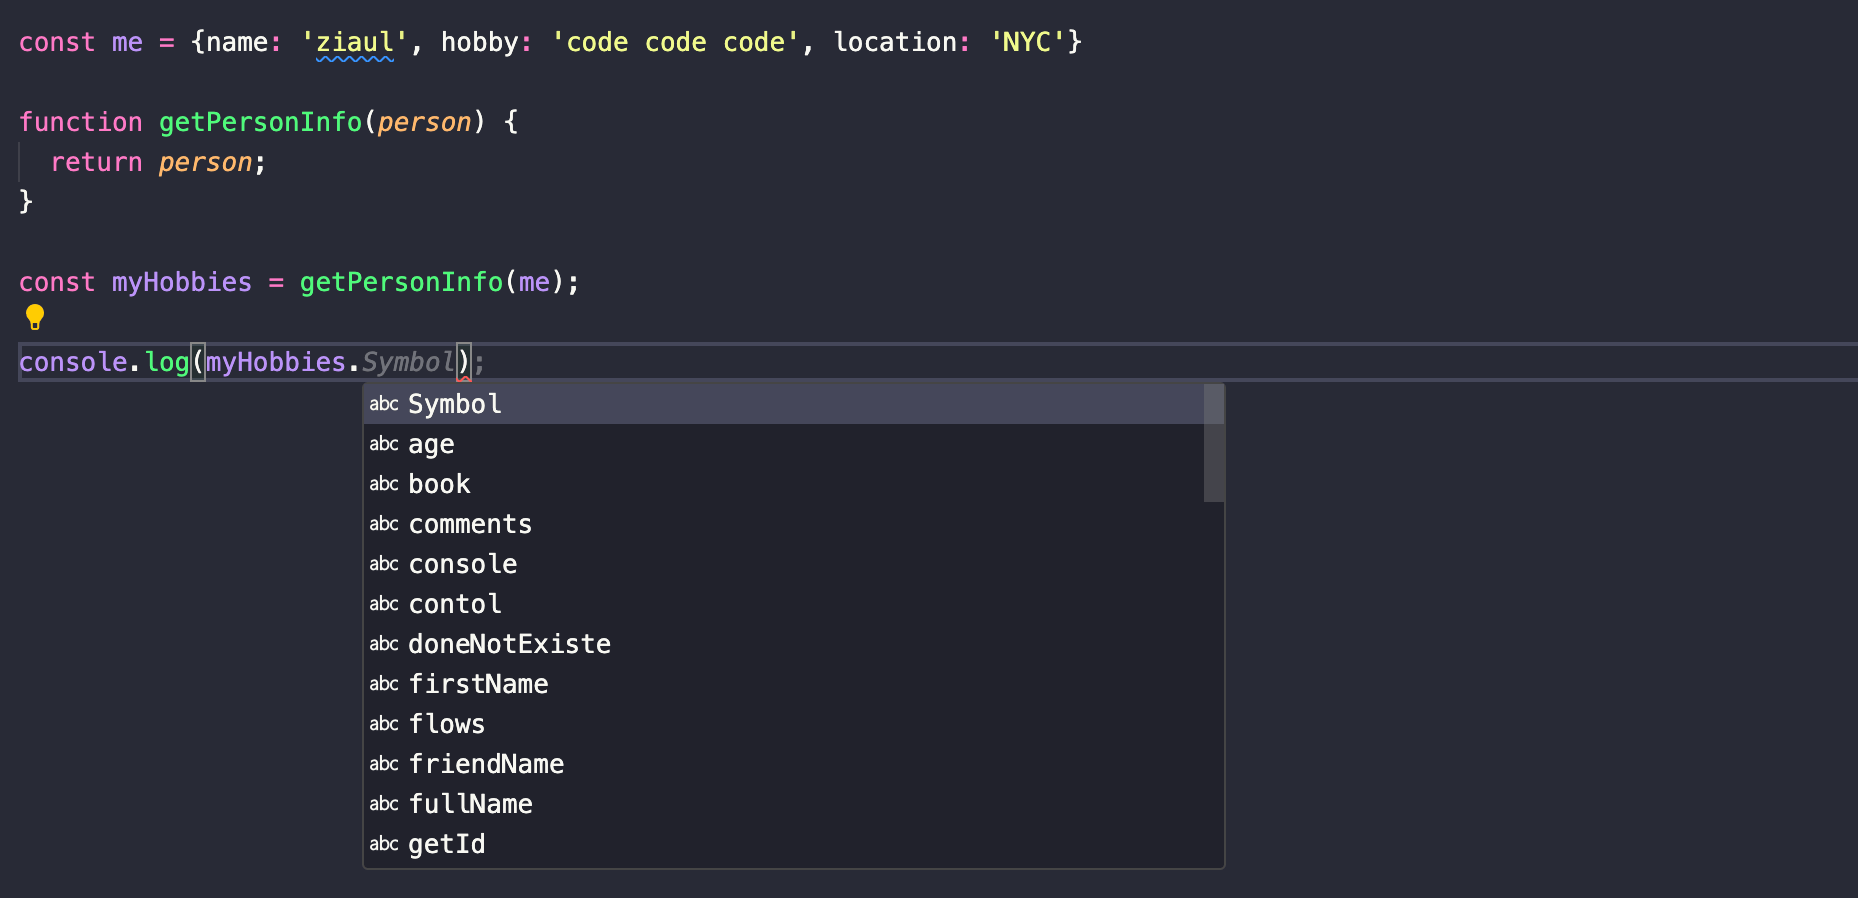 const me = {name: 'ziaul', hobby: 'code code code', location: 'NYC'}
function getPersonInfo(person) {
return person;
}
const myHobbies = getPersonInfo(me);
console.log(myHobbies.Symbol);
abc Symbol
abc age
abc book
abc comments
abc console
abc contol
abc doneNotExiste
abc firstName
abc flows
abc friendName
abc fullName
abc getId